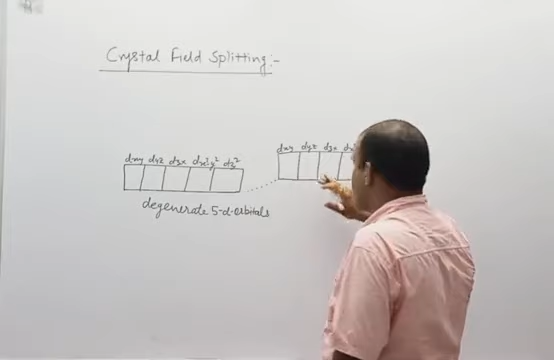 Crystal Field Splitting:-
dxy dyz dzx dx²-y² dz²
dxy dyz dzx
degenerate 5-d-orbitals